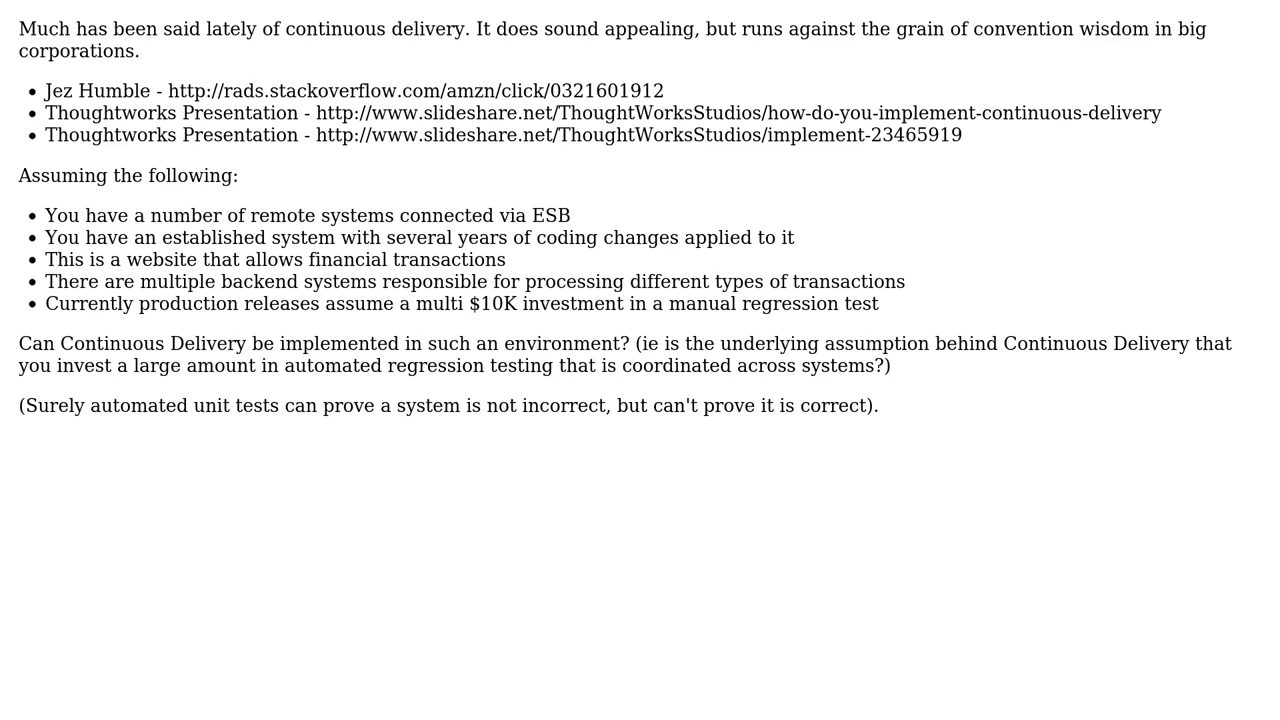 Much has been said lately of continuous delivery. It does sound appealing, but runs against the grain of convention wisdom in big
corporations.
• Jez Humble - http://rads.stackoverflow.com/amzn/click/0321601912
• Thoughtworks Presentation - http://www.slideshare.net/ThoughtWorksStudios/how-do-you-implement-continuous-delivery
• Thoughtworks Presentation - http://www.slideshare.net/ThoughtWorksStudios/implement-23465919
Assuming the following:
• You have a number of remote systems connected via ESB
• You have an established system with several years of coding changes applied to it
• This is a website that allows financial transactions
• There are multiple backend systems responsible for processing different types of transactions
• Currently production releases assume a multi $10K investment in a manual regression test
Can Continuous Delivery be implemented in such an environment? (ie is the underlying assumption behind Continuous Delivery that
you invest a large amount in automated regression testing that is coordinated across systems?)
(Surely automated unit tests can prove a system is not incorrect, but can't prove it is correct).